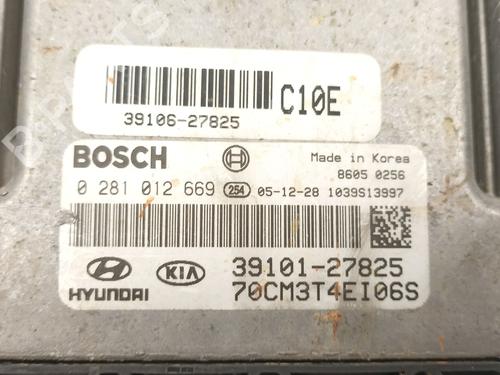 39106-27825
C10E
BOSCH
Made in Korea
8605 0256
0 281 012 669 254 05-12-28 1039S13997
HYUNDAI
KIA
39101-27825
70CM3T4EI06S